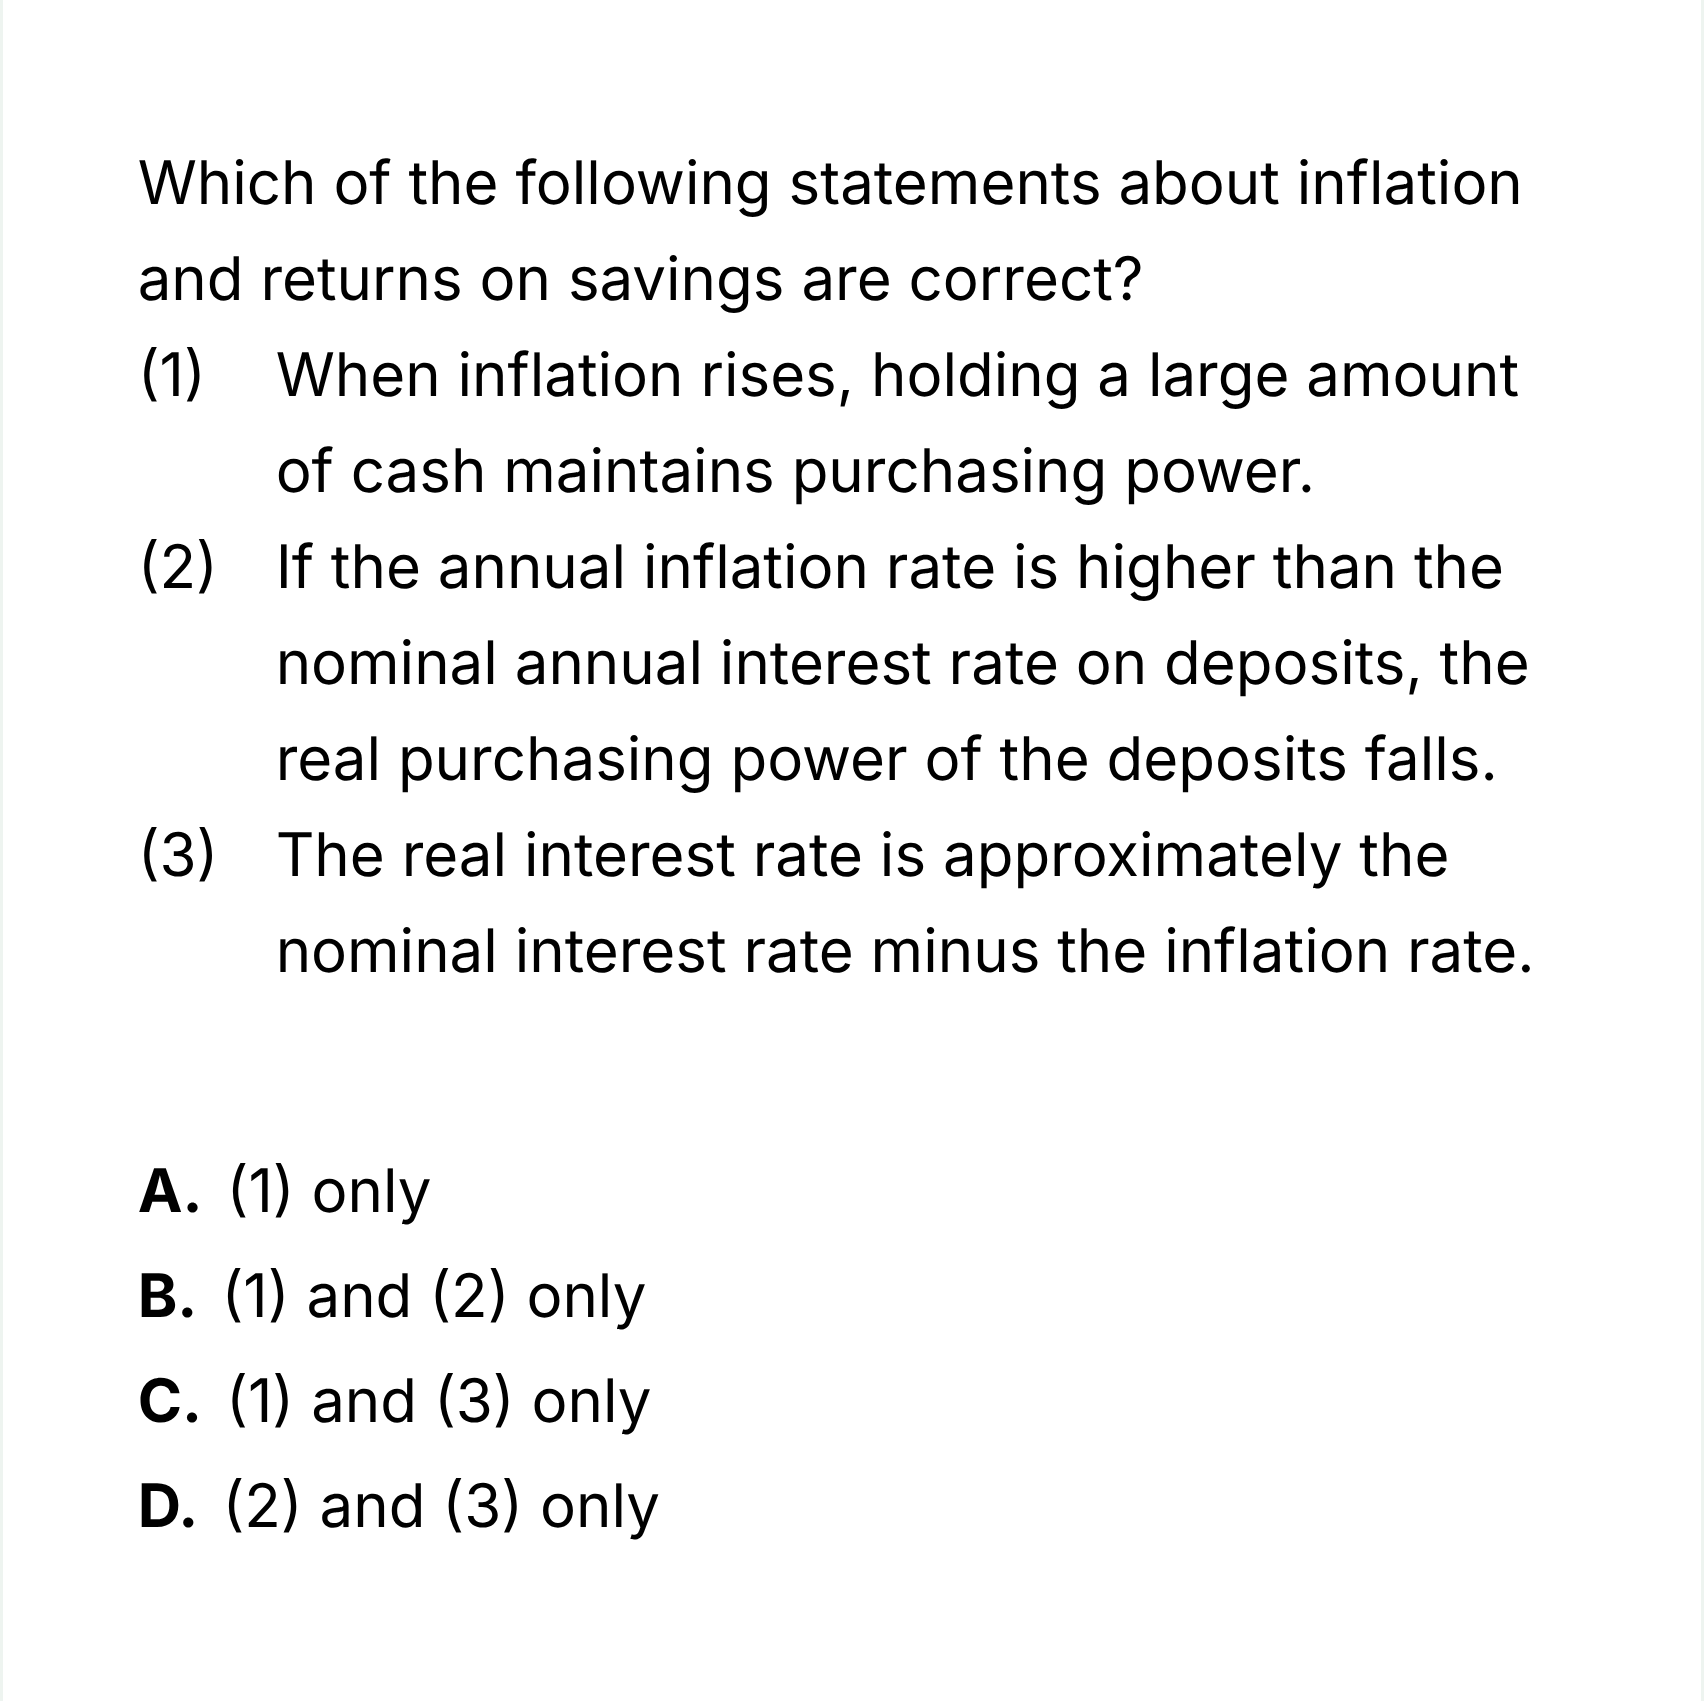 Which of the following statements about inflation
and returns on savings are correct?
(1) When inflation rises, holding a large amount
of cash maintains purchasing power.
(2) If the annual inflation rate is higher than the
nominal annual interest rate on deposits, the
real purchasing power of the deposits falls.
(3) The real interest rate is approximately the
nominal interest rate minus the inflation rate.
A. (1) only
B. (1) and (2) only
C. (1) and (3) only
D. (2) and (3) only